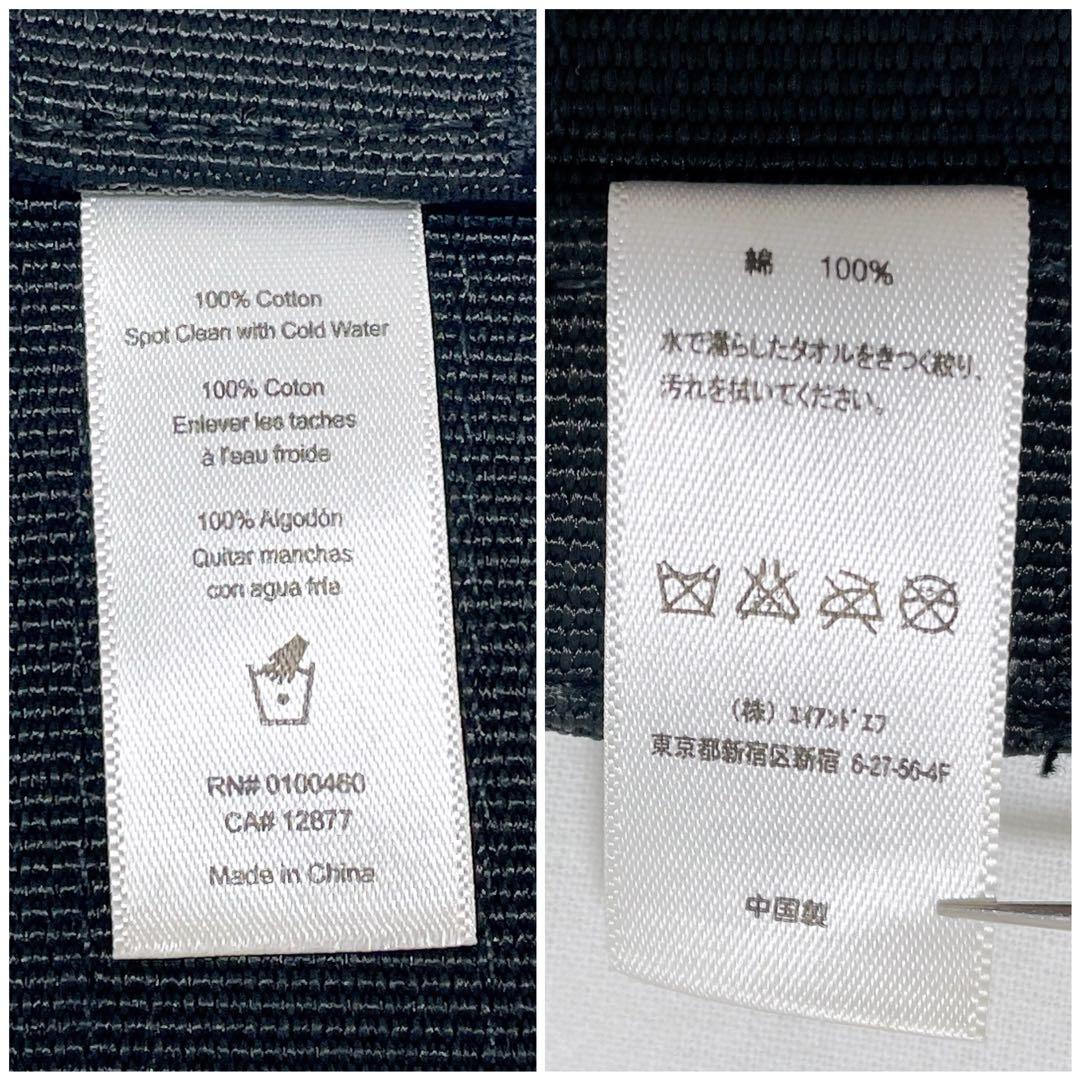 100% Cotton
Spot Clean with Cold Water
100% Coton
Enlever les taches
à l'eau froide
100% Algodón
Quitar manchas
con agua fria
RN# 0100460
CA# 12877
Made in China
綿 100%
水で濡らしたタオルをきつく絞り、
汚れを拭いてください。
(株) ｴｲｱﾝﾄﾞｴﾌ
東京都新宿区新宿 6-27-56-4F
中国製